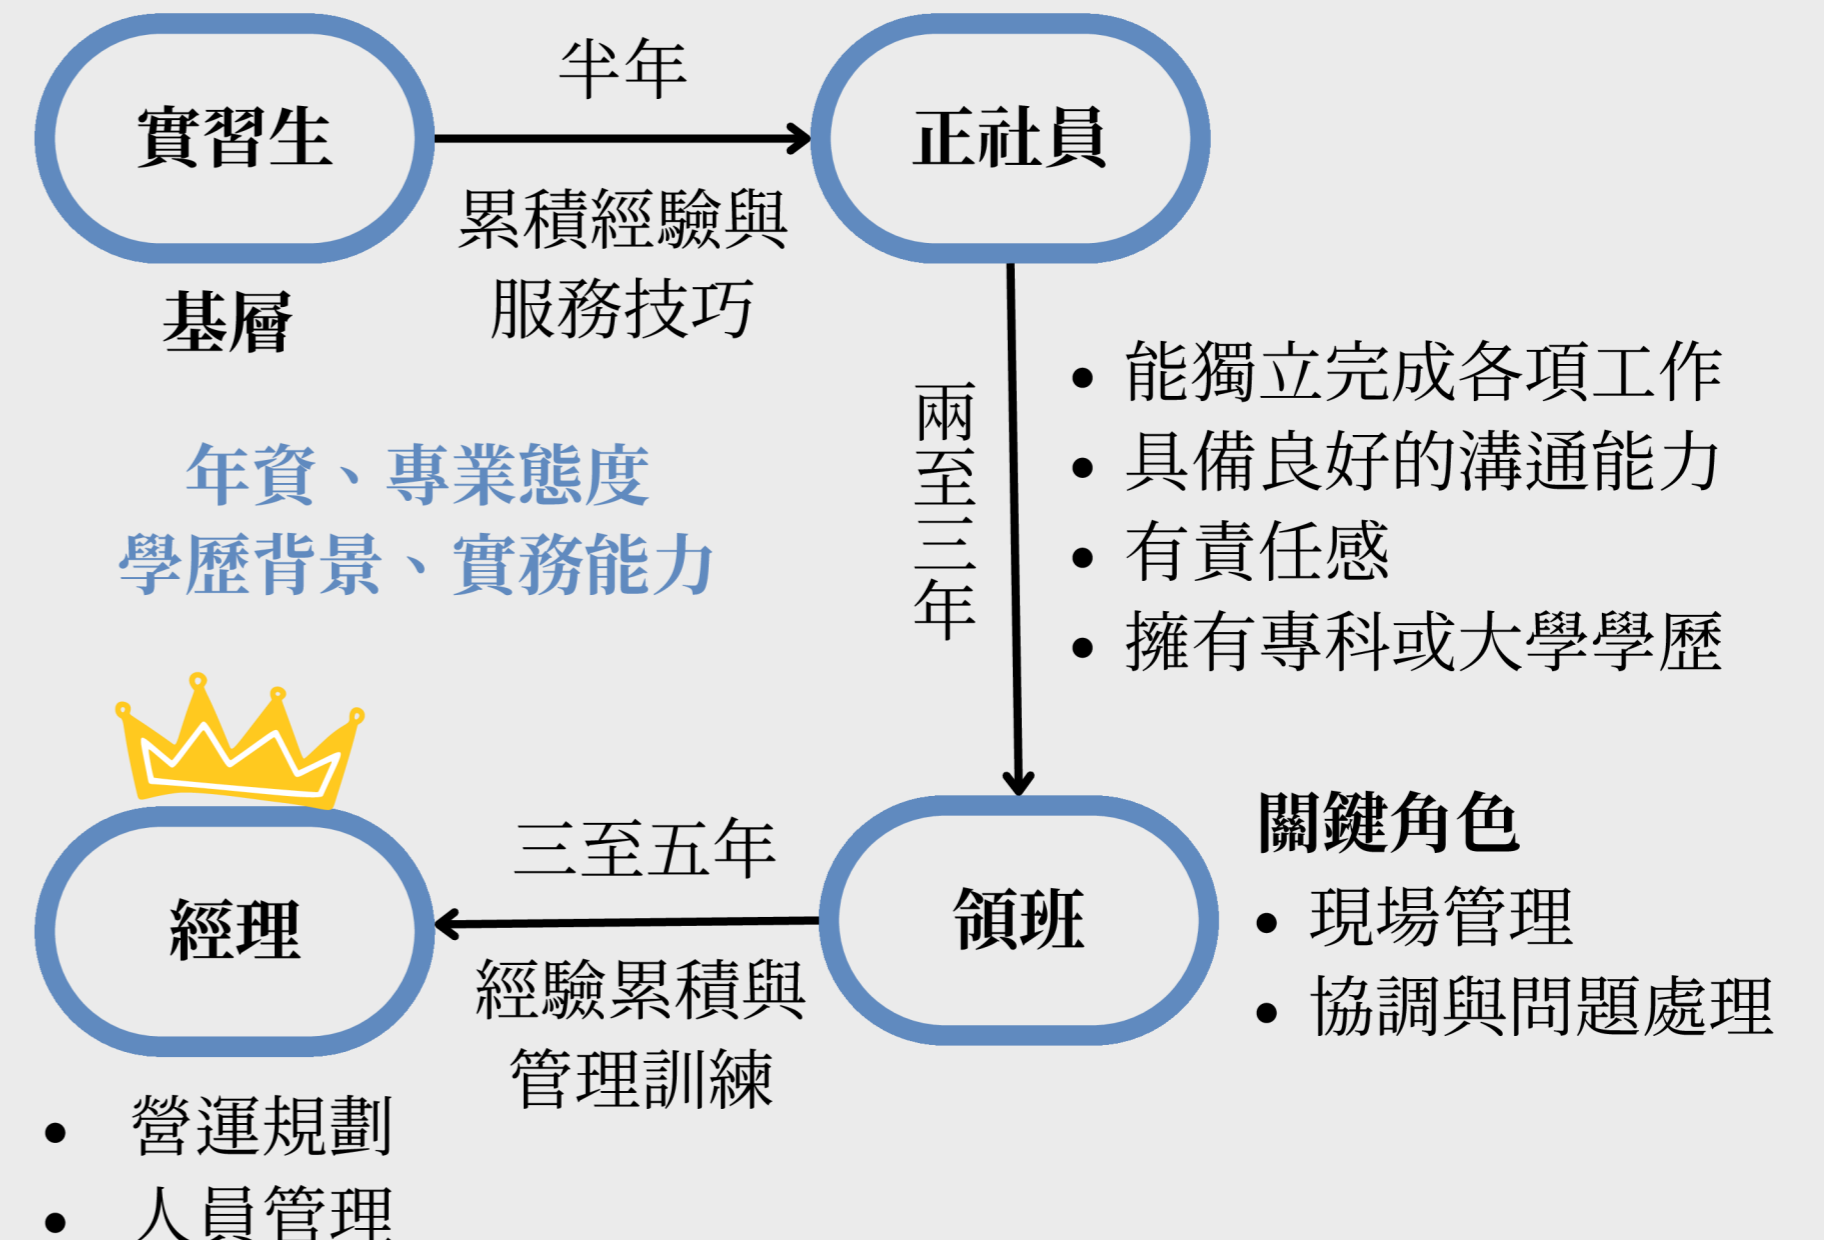 實習生
基層
半年
累積經驗與
服務技巧
正社員
兩至三年
• 能獨立完成各項工作
• 具備良好的溝通能力
• 有責任感
• 擁有專科或大學學歷
年資、專業態度
學歷背景、實務能力
領班
關鍵角色
• 現場管理
• 協調與問題處理
三至五年
經驗累積與
管理訓練
經理
• 營運規劃
• 人員管理